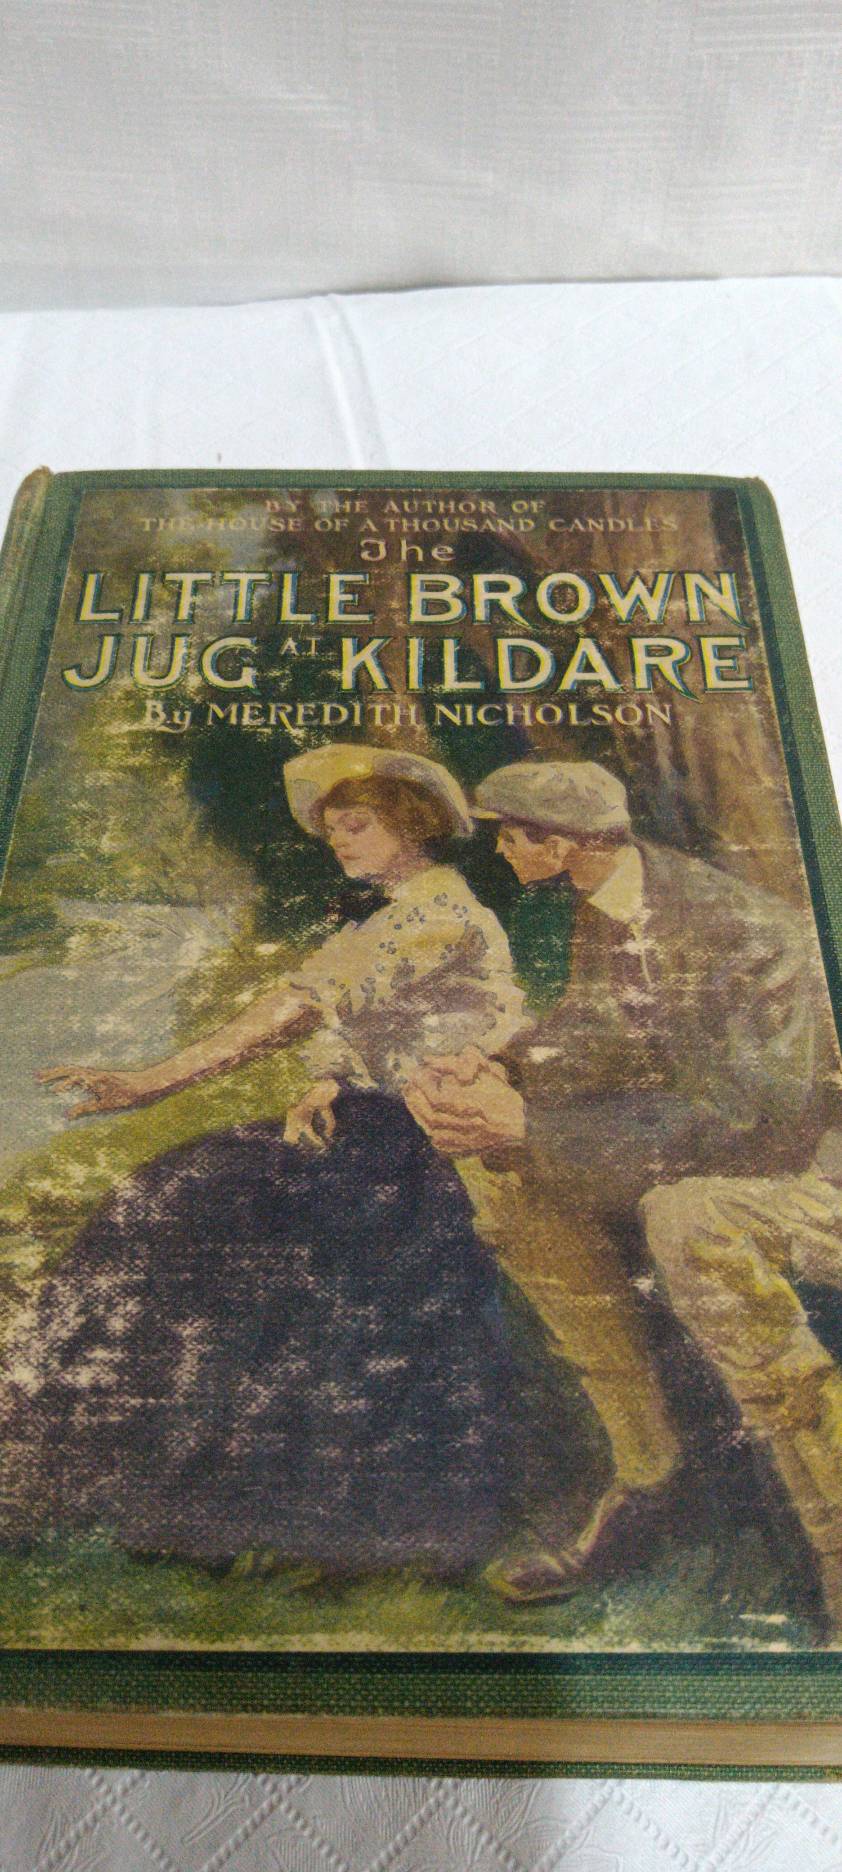 BY THE AUTHOR OF
THE HOUSE OF A THOUSAND CANDLES
The
LITTLE BROWN
JUG AT KILDARE
By MEREDITH NICHOLSON